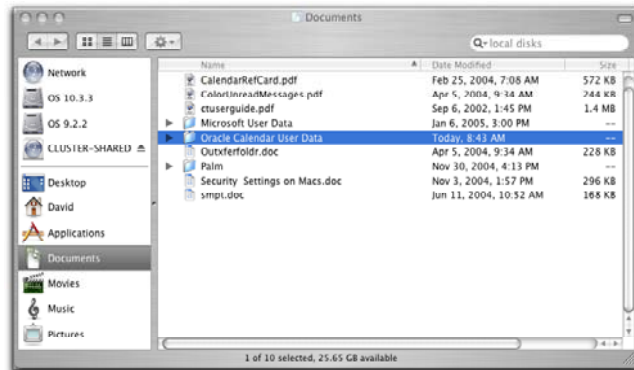 Documents
local disks
Name Date Modified Size
Network
OS 10.3.3
OS 9.2.2
CLUSTER-SHARED
Desktop
David
Applications
Documents
Movies
Music
Pictures
CalendarRefCard.pdf Feb 25, 2004, 7:08 AM 572 KB
ColorUnreadMessages.pdf Apr 5, 2004, 9:34 AM 244 KB
ctuserguide.pdf Sep 6, 2002, 1:45 PM 1.4 MB
Microsoft User Data Jan 6, 2005, 3:00 PM --
Oracle Calendar User Data Today, 8:43 AM --
Outxferfoldr.doc Apr 5, 2004, 9:34 AM 228 KB
Palm Nov 30, 2004, 4:13 PM --
Security Settings on Macs.doc Nov 3, 2004, 1:57 PM 296 KB
smpt.doc Jun 11, 2004, 10:52 AM 168 KB
1 of 10 selected, 25.65 GB available